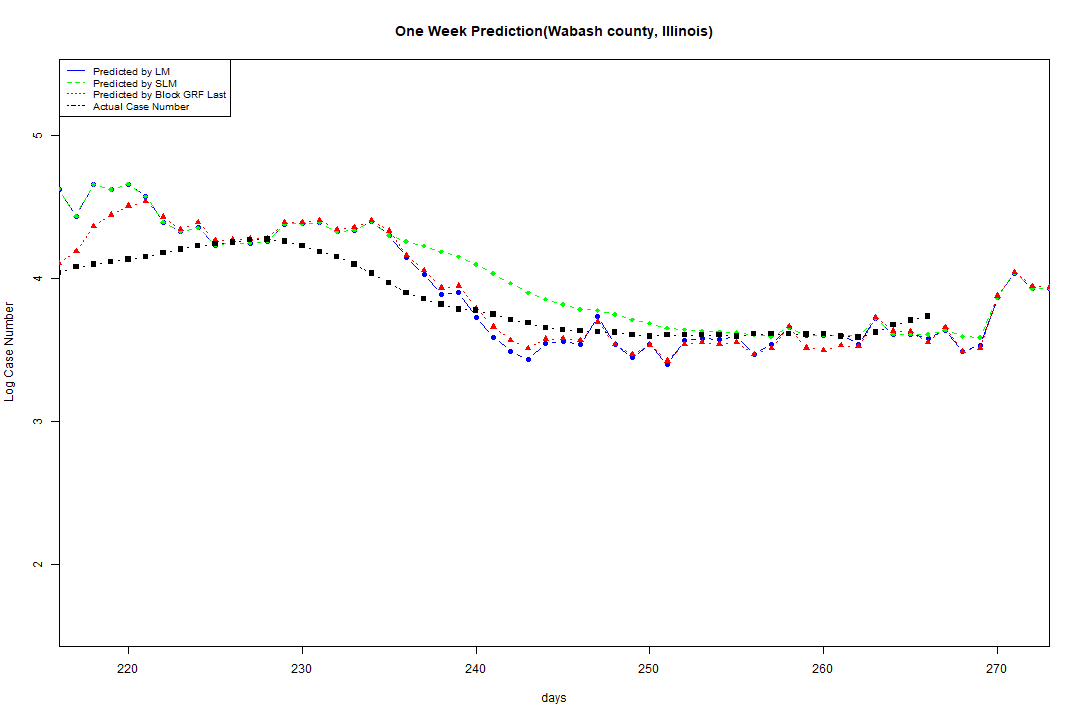 One Week Prediction(Wabash county, Illinois)
Predicted by LM
Predicted by SLM
Predicted by Block GRF Last
Actual Case Number
5
4
3
2
Log Case Number
220 230 240 250 260 270
days